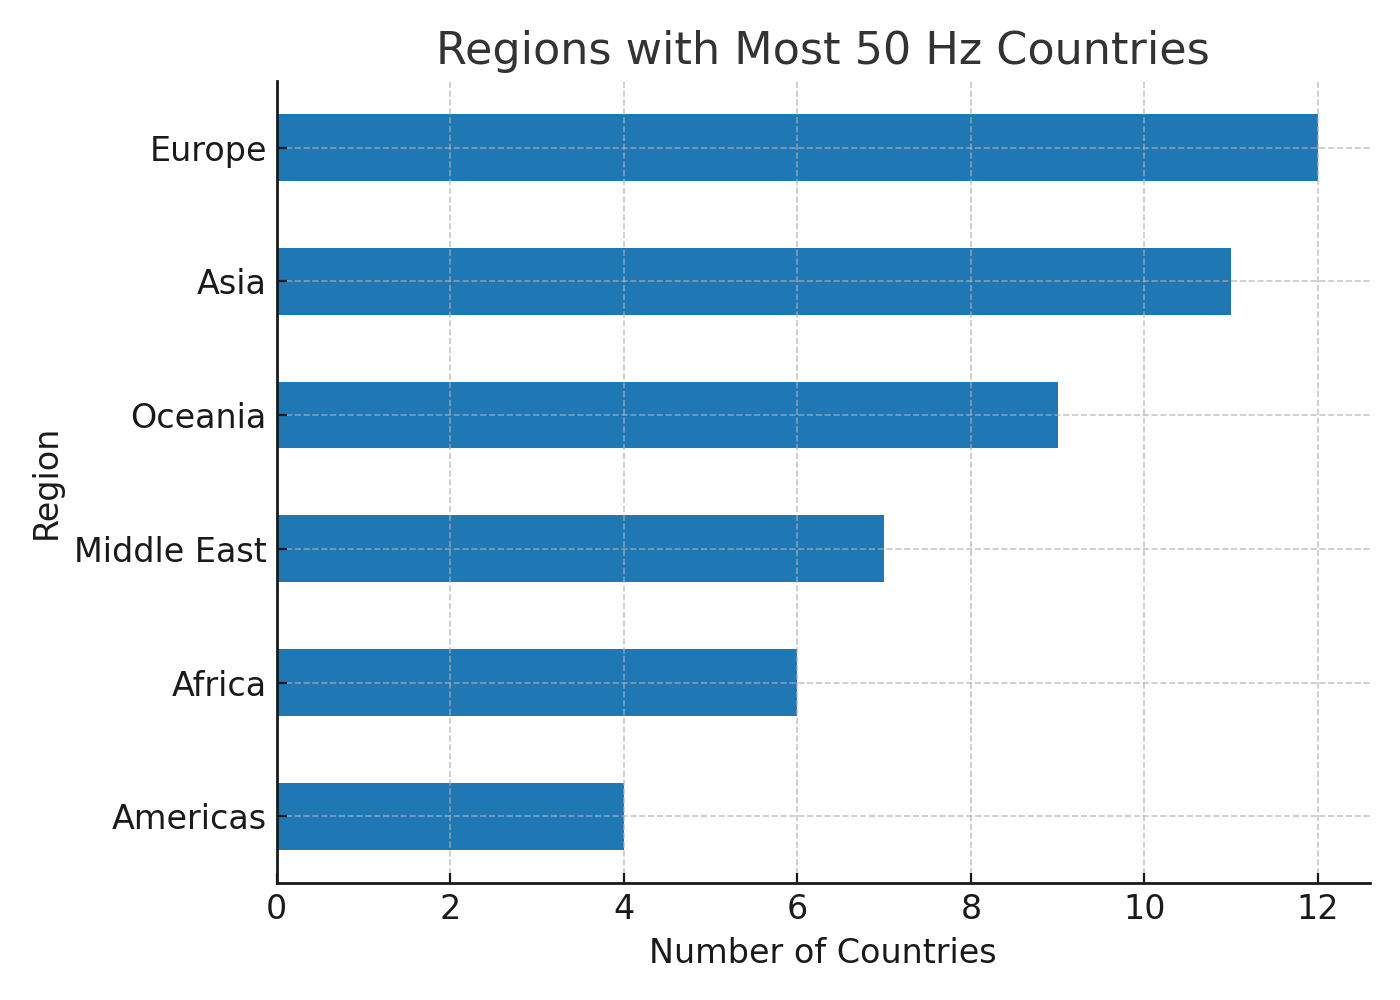 Regions with Most 50 Hz Countries
Europe
Asia
Oceania
Middle East
Africa
Americas
Region
0 2 4 6 8 10 12
Number of Countries